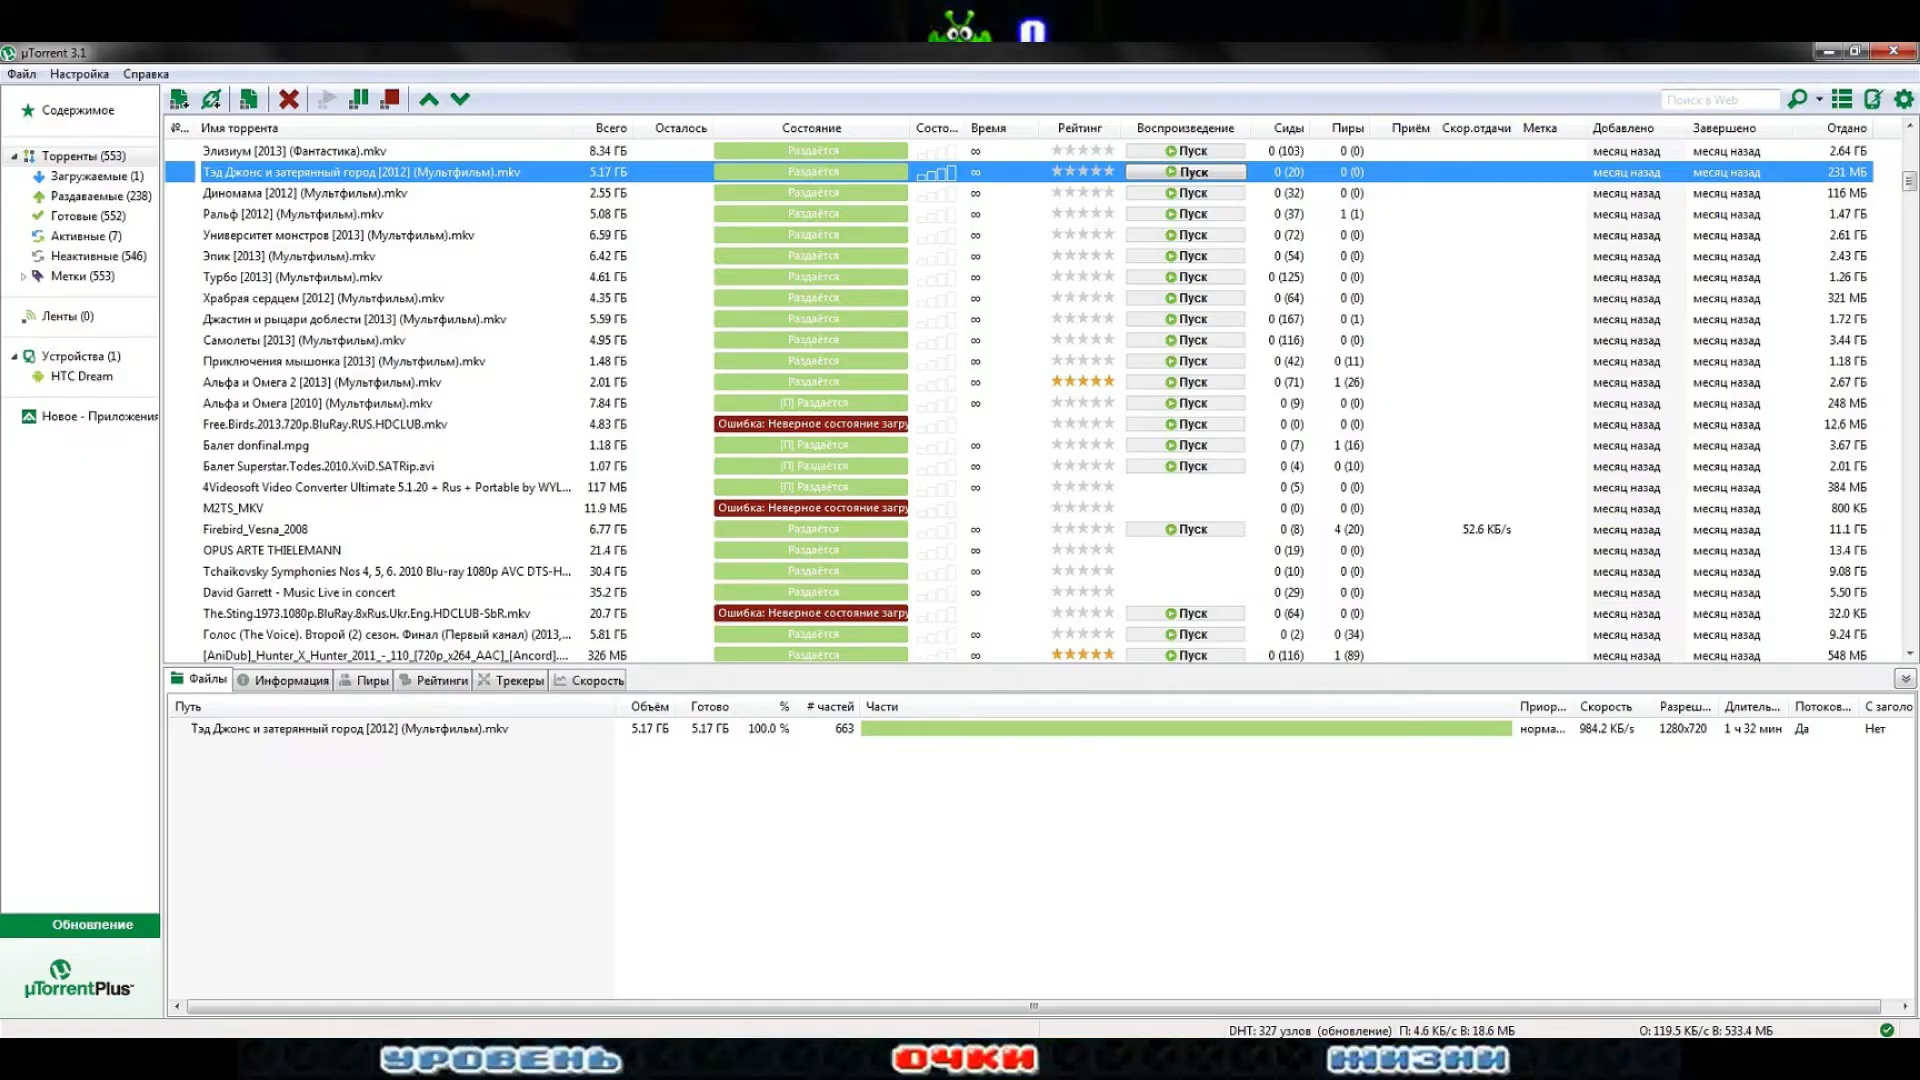 µTorrent 3.1
Файл Настройка Справка
Содержимое
Торренты (553)
Загружаемые (1)
Раздаваемые (238)
Готовые (552)
Активные (7)
Неактивные (546)
Метки (553)
Ленты (0)
Устройства (1)
HTC Dream
Новое - Приложения
Обновление
µTorrentPlus
Поиск в Web
№... Имя торрента Всего Осталось Состояние Состо... Время Рейтинг Воспроизведение Сиды Пиры Приём Скор.отдачи Метка Добавлено Завершено Отдано
Элизиум [2013] (Фантастика).mkv 8.34 ГБ Раздаётся ∞ Пуск 0 (103) 0 (0) месяц назад месяц назад 2.64 ГБ
Тэд Джонс и затерянный город [2012] (Мультфильм).mkv 5.17 ГБ Раздаётся ∞ Пуск 0 (20) 0 (0) месяц назад месяц назад 231 МБ
Диномама [2012] (Мультфильм).mkv 2.55 ГБ Раздаётся ∞ Пуск 0 (32) 0 (0) месяц назад месяц назад 116 МБ
Ральф [2012] (Мультфильм).mkv 5.08 ГБ Раздаётся ∞ Пуск 0 (37) 1 (1) месяц назад месяц назад 1.47 ГБ
Университет монстров [2013] (Мультфильм).mkv 6.59 ГБ Раздаётся ∞ Пуск 0 (72) 0 (0) месяц назад месяц назад 2.61 ГБ
Эпик [2013] (Мультфильм).mkv 6.42 ГБ Раздаётся ∞ Пуск 0 (54) 0 (0) месяц назад месяц назад 2.43 ГБ
Турбо [2013] (Мультфильм).mkv 4.61 ГБ Раздаётся ∞ Пуск 0 (125) 0 (0) месяц назад месяц назад 1.26 ГБ
Храбрая сердцем [2012] (Мультфильм).mkv 4.35 ГБ Раздаётся ∞ Пуск 0 (64) 0 (0) месяц назад месяц назад 321 МБ
Джастин и рыцари доблести [2013] (Мультфильм).mkv 5.59 ГБ Раздаётся ∞ Пуск 0 (167) 0 (1) месяц назад месяц назад 1.72 ГБ
Самолеты [2013] (Мультфильм).mkv 4.95 ГБ Раздаётся ∞ Пуск 0 (116) 0 (0) месяц назад месяц назад 3.44 ГБ
Приключения мышонка [2013] (Мультфильм).mkv 1.48 ГБ Раздаётся ∞ Пуск 0 (42) 0 (11) месяц назад месяц назад 1.18 ГБ
Альфа и Омега 2 [2013] (Мультфильм).mkv 2.01 ГБ Раздаётся ∞ Пуск 0 (71) 1 (26) месяц назад месяц назад 2.67 ГБ
Альфа и Омега [2010] (Мультфильм).mkv 7.84 ГБ [П] Раздаётся ∞ Пуск 0 (9) 0 (0) месяц назад месяц назад 248 МБ
Free.Birds.2013.720p.BluRay.RUS.HDCLUB.mkv 4.83 ГБ Ошибка: Неверное состояние загру Пуск 0 (0) 0 (0) месяц назад месяц назад 12.6 МБ
Балет donfinal.mpg 1.18 ГБ [П] Раздаётся ∞ Пуск 0 (7) 1 (16) месяц назад месяц назад 3.67 ГБ
Балет Superstar.Todes.2010.XviD.SATRip.avi 1.07 ГБ [П] Раздаётся ∞ Пуск 0 (4) 0 (10) месяц назад месяц назад 2.01 ГБ
4Videosoft Video Converter Ultimate 5.1.20 + Rus + Portable by WYL... 117 МБ [П] Раздаётся ∞ 0 (5) 0 (0) месяц назад месяц назад 384 МБ
M2TS_MKV 11.9 МБ Ошибка: Неверное состояние загру 0 (0) 0 (0) месяц назад месяц назад 800 КБ
Firebird_Vesna_2008 6.77 ГБ Раздаётся ∞ Пуск 0 (8) 4 (20) 52.6 КБ/s месяц назад месяц назад 11.1 ГБ
OPUS ARTE THIELEMANN 21.4 ГБ Раздаётся ∞ 0 (19) 0 (0) месяц назад месяц назад 13.4 ГБ
Tchaikovsky Symphonies Nos 4, 5, 6. 2010 Blu-ray 1080p AVC DTS-H... 30.4 ГБ Раздаётся ∞ 0 (10) 0 (0) месяц назад месяц назад 9.08 ГБ
David Garrett - Music Live in concert 35.2 ГБ Раздаётся ∞ 0 (29) 0 (0) месяц назад месяц назад 5.50 ГБ
The.Sting.1973.1080p.BluRay.8xRus.Ukr.Eng.HDCLUB-SbR.mkv 20.7 ГБ Ошибка: Неверное состояние загру Пуск 0 (64) 0 (0) месяц назад месяц назад 32.0 КБ
Голос (The Voice). Второй (2) сезон. Финал (Первый канал) (2013,... 5.81 ГБ Раздаётся ∞ Пуск 0 (2) 0 (34) месяц назад месяц назад 9.24 ГБ
[AniDub]_Hunter_X_Hunter_2011_-_110_[720p_x264_AAC]_[Ancord].... 326 МБ Раздаётся ∞ Пуск 0 (116) 1 (89) месяц назад месяц назад 548 МБ
Файлы Информация Пиры Рейтинги Трекеры Скорость
Путь Объём Готово % # частей Части Приор... Скорость Разреш... Длитель... Потоков... С заголо
Тэд Джонс и затерянный город [2012] (Мультфильм).mkv 5.17 ГБ 5.17 ГБ 100.0 % 663 норма... 984.2 КБ/s 1280x720 1 ч 32 мин Да Нет
DHT: 327 узлов (обновление) П: 4.6 КБ/с В: 18.6 МБ О: 119.5 КБ/с В: 533.4 МБ
УРОВЕНЬ ОЧКИ ЖИЗНИ